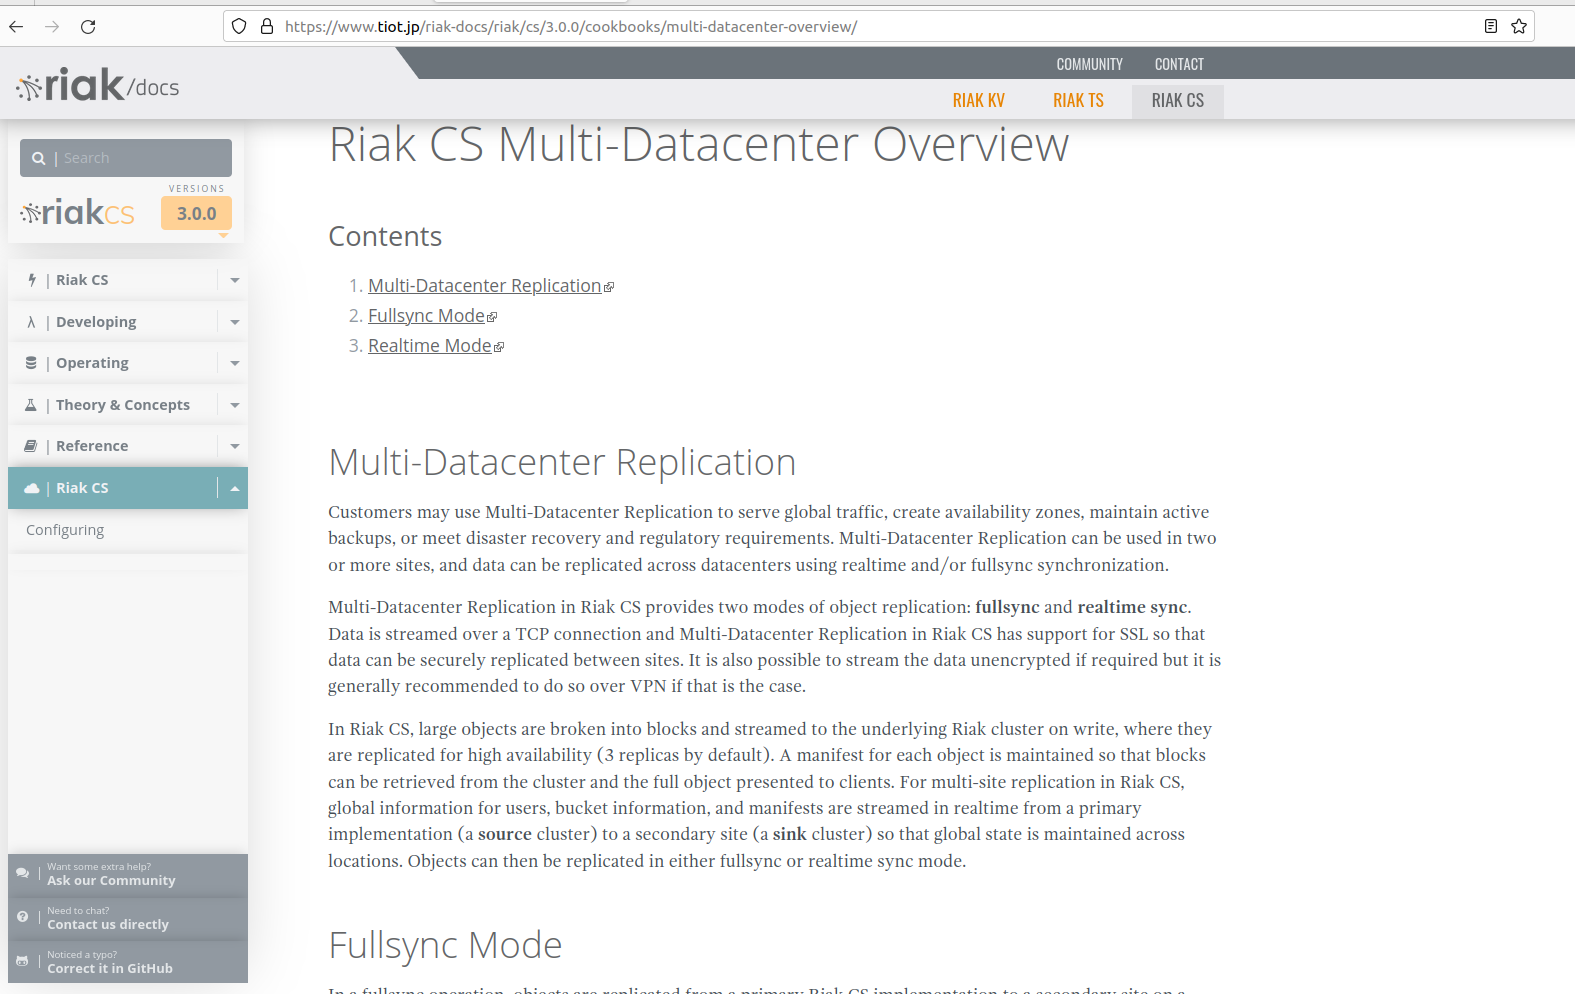 https://www.tiot.jp/riak-docs/riak/cs/3.0.0/cookbooks/multi-datacenter-overview/
COMMUNITY CONTACT
riak/docs
RIAK KV RIAK TS RIAK CS
| Search
VERSIONS
riakcs 3.0.0
| Riak CS
λ | Developing
| Operating
| Theory & Concepts
| Reference
| Riak CS
Configuring
Want some extra help?
Ask our Community
Need to chat?
Contact us directly
Noticed a typo?
Correct it in GitHub
Riak CS Multi-Datacenter Overview
Contents
1. Multi-Datacenter Replication
2. Fullsync Mode
3. Realtime Mode
Multi-Datacenter Replication
Customers may use Multi-Datacenter Replication to serve global traffic, create availability zones, maintain active
backups, or meet disaster recovery and regulatory requirements. Multi-Datacenter Replication can be used in two
or more sites, and data can be replicated across datacenters using realtime and/or fullsync synchronization.
Multi-Datacenter Replication in Riak CS provides two modes of object replication: fullsync and realtime sync.
Data is streamed over a TCP connection and Multi-Datacenter Replication in Riak CS has support for SSL so that
data can be securely replicated between sites. It is also possible to stream the data unencrypted if required but it is
generally recommended to do so over VPN if that is the case.
In Riak CS, large objects are broken into blocks and streamed to the underlying Riak cluster on write, where they
are replicated for high availability (3 replicas by default). A manifest for each object is maintained so that blocks
can be retrieved from the cluster and the full object presented to clients. For multi-site replication in Riak CS,
global information for users, bucket information, and manifests are streamed in realtime from a primary
implementation (a source cluster) to a secondary site (a sink cluster) so that global state is maintained across
locations. Objects can then be replicated in either fullsync or realtime sync mode.
Fullsync Mode
In a fullsync operation, objects are replicated from a primary Riak CS implementation to a secondary site on a